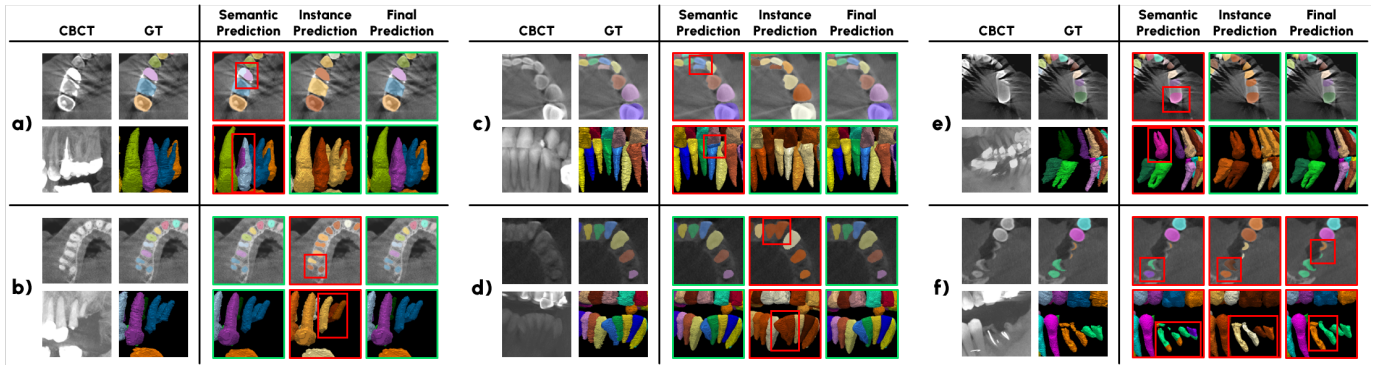 CBCT GT Semantic Prediction Instance Prediction Final Prediction
a)
b)
CBCT GT Semantic Prediction Instance Prediction Final Prediction
c)
d)
CBCT GT Semantic Prediction Instance Prediction Final Prediction
e)
f)